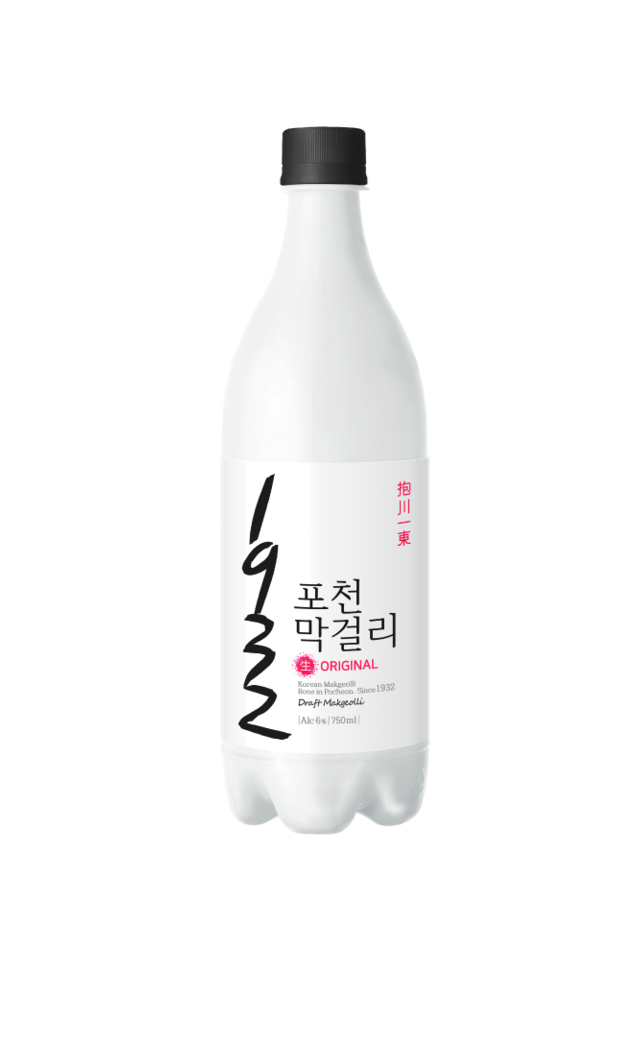 1932
抱川一東
포천
막걸리
生 ORIGINAL
Korean Makgeolli
Bone in Pocheon. Since 1932
Draft Makgeolli
|Alc 6%|750ml|